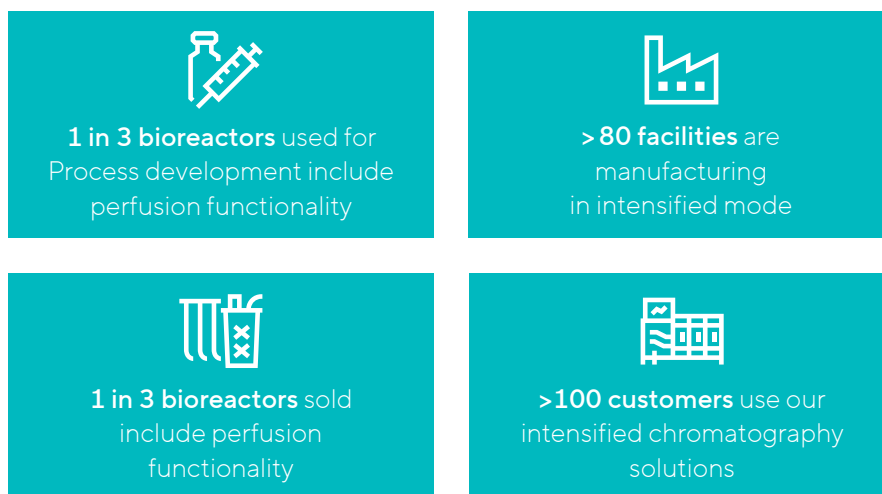 1 in 3 bioreactors used for
Process development include
perfusion functionality
> 80 facilities are
manufacturing
in intensified mode
1 in 3 bioreactors sold
include perfusion
functionality
>100 customers use our
intensified chromatography
solutions